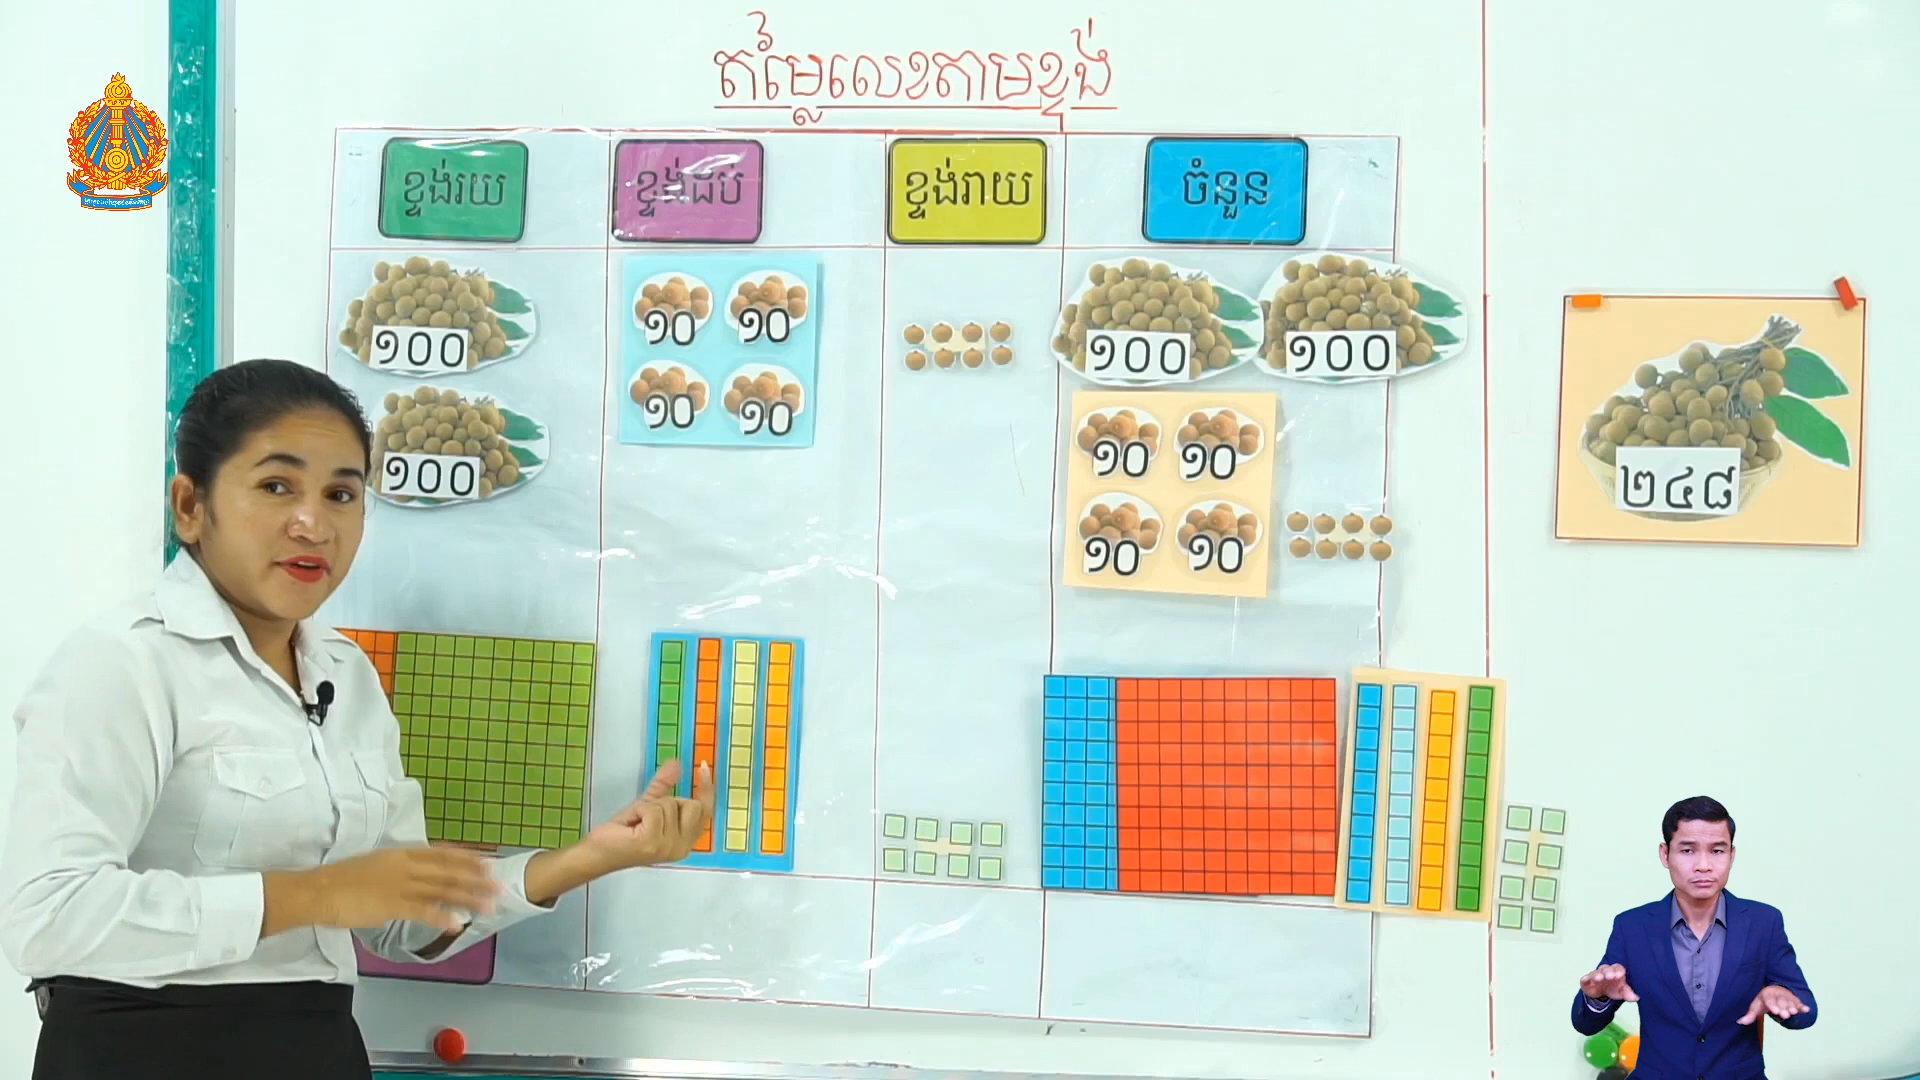 តម្លៃលេខតាមខ្ទង់
ខ្ទង់រយ ខ្ទង់ដប់ ខ្ទង់រាយ ចំនួន
១០០ ១០ ១០ ១០០ ១០០
១០ ១០
១០០ ១០ ១០
១០ ១០
២៤៨